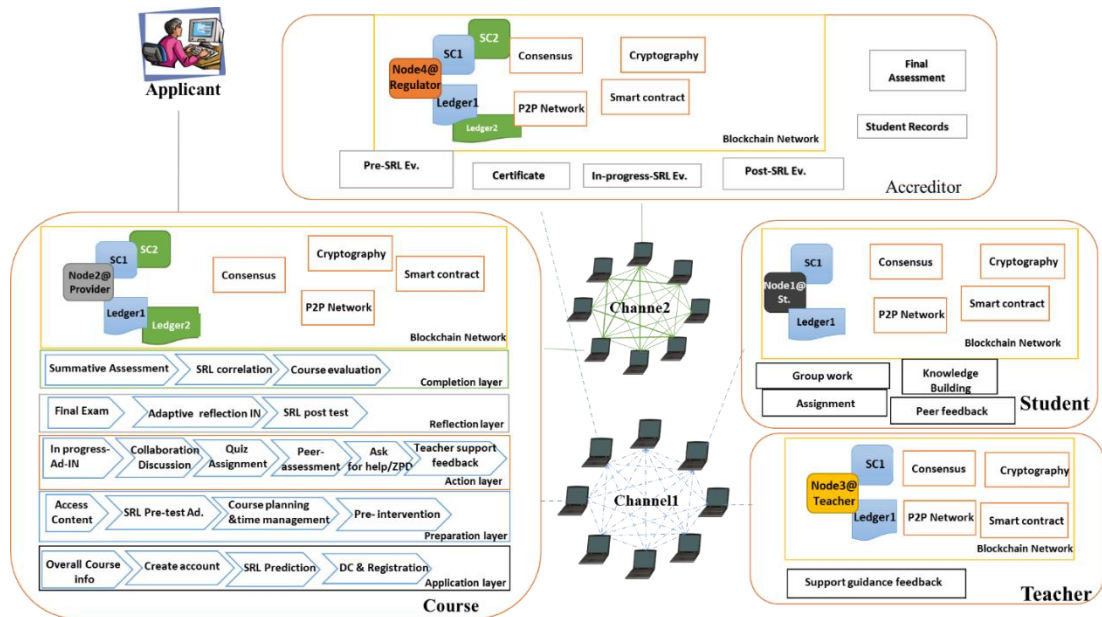 Applicant
SC2
SC1
Consensus
Cryptography
Node4@
Regulator
Final
Assessment
Ledger1
P2P Network
Smart contract
Ledger2
Student Records
Blockchain Network
Pre-SRL Ev.
Certificate
In-progress-SRL Ev.
Post-SRL Ev.
Accreditor
SC2
SC1
Cryptography
Node2@
Provider
Consensus
Smart contract
Ledger1
Ledger2
P2P Network
Blockchain Network
Summative Assessment
SRL correlation
Course evaluation
Completion layer
Final Exam
Adaptive reflection IN
SRL post test
Reflection layer
In progress-
Ad-IN
Collaboration
Discussion
Quiz
Assignment
Peer-
assessment
Ask
for help/ZPD
Teacher support
feedback
Action layer
Access
Content
SRL Pre-test Ad.
Course planning
&time management
Pre- intervention
Preparation layer
Overall Course
info
Create account
SRL Prediction
DC & Registration
Application layer
Course
Channe2
Channel1
SC1
Consensus
Cryptography
Node1@
St.
Ledger1
P2P Network
Smart contract
Blockchain Network
Group work
Knowledge
Building
Assignment
Peer feedback
Student
SC1
Consensus
Cryptography
Node3@
Teacher
Ledger1
P2P Network
Smart contract
Blockchain Network
Support guidance feedback
Teacher